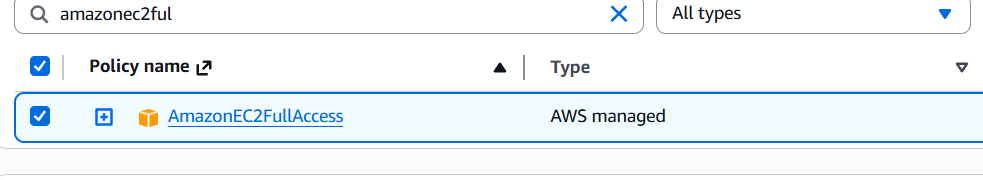 amazonec2ful
All types
Policy name
Type
AmazonEC2FullAccess
AWS managed